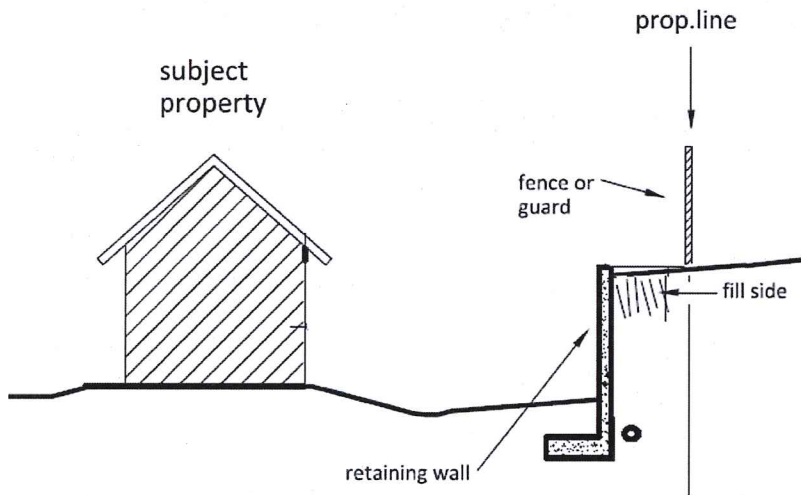 prop.line
subject
property
fence or
guard
fill side
retaining wall